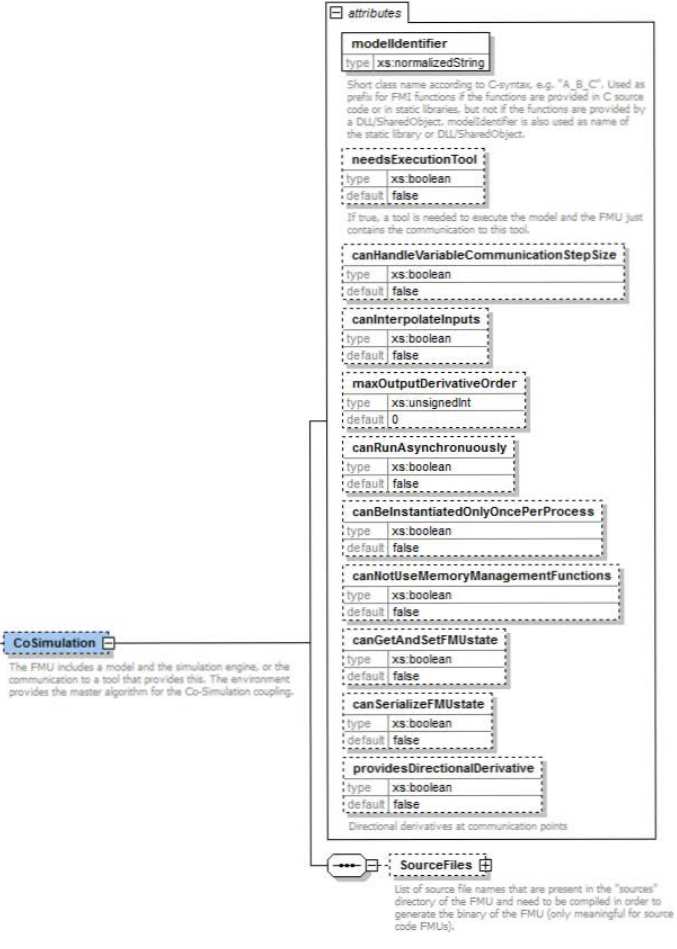 attributes
modelIdentifier
type xs:normalizedString
Short class name according to C-syntax, e.g. "A_B_C". Used as
prefix for FMI functions if the functions are provided in C source
code or in static libraries, but not if the functions are provided by
a DLL/SharedObject. modelIdentifier is also used as name of
the static library or DLL/SharedObject.
needsExecutionTool
type xs:boolean
default false
If true, a tool is needed to execute the model and the FMU just
contains the communication to this tool.
canHandleVariableCommunicationStepSize
type xs:boolean
default false
canInterpolateInputs
type xs:boolean
default false
maxOutputDerivativeOrder
type xs:unsignedInt
default 0
canRunAsynchronuously
type xs:boolean
default false
canBeInstantiatedOnlyOncePerProcess
type xs:boolean
default false
canNotUseMemoryManagementFunctions
type xs:boolean
default false
CoSimulation
The FMU includes a model and the simulation engine, or the
communication to a tool that provides this. The environment
provides the master algorithm for the Co-Simulation coupling.
canGetAndSetFMUstate
type xs:boolean
default false
canSerializeFMUstate
type xs:boolean
default false
providesDirectionalDerivative
type xs:boolean
default false
Directional derivatives at communication points
SourceFiles
List of source file names that are present in the "sources"
directory of the FMU and need to be compiled in order to
generate the binary of the FMU (only meaningful for source
code FMUs).